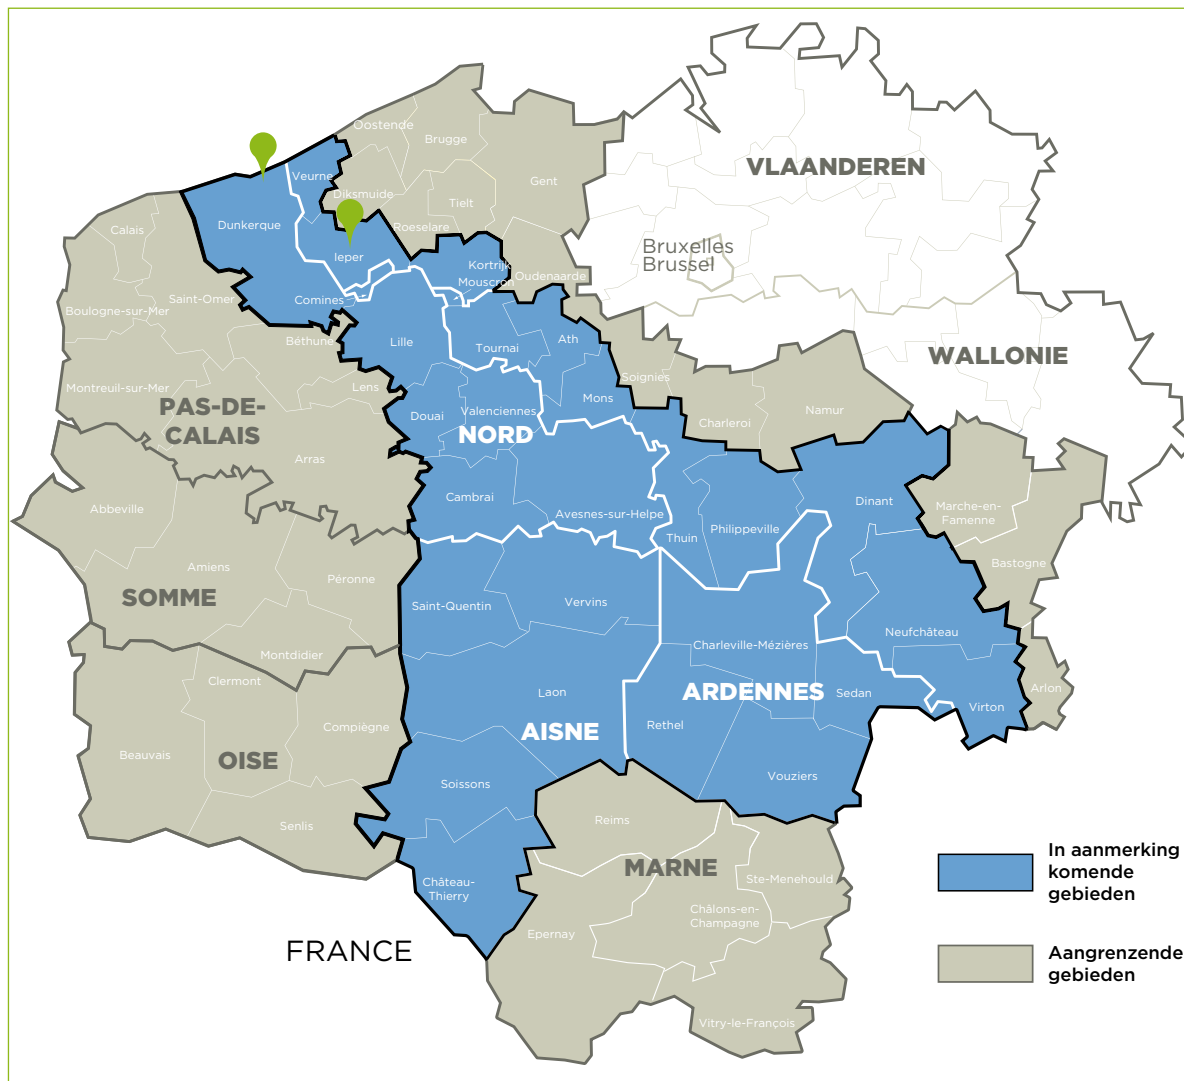 Oostende
Brugge
VLAANDEREN
Veurne
Gent
Diksmuide
Tielt
Calais
Dunkerque
Roeselare
Bruxelles
Brussel
Ieper
Kortrijk
Mouscron
Oudenaarde
Saint-Omer
Comines
Boulogne-sur-Mer
Béthune
Lille
Tournai
Ath
WALLONIE
Soignies
Montreuil-sur-Mer
Lens
Mons
Namur
PAS-DE-
CALAIS
Douai
Valenciennes
Charleroi
NORD
Arras
Cambrai
Dinant
Abbeville
Avesnes-sur-Helpe
Marche-en-
Famenne
Thuin
Philippeville
Bastogne
Amiens
Péronne
SOMME
Saint-Quentin
Vervins
Neufchâteau
Montdidier
Charleville-Mézières
Clermont
Laon
ARDENNES
Sedan
Arlon
Virton
Compiègne
Rethel
AISNE
Beauvais
OISE
Soissons
Vouziers
Senlis
Reims
MARNE
Château-
Thierry
Ste-Menehould
Châlons-en-
Champagne
Epernay
FRANCE
Vitry-le-François
In aanmerking
komende
gebieden
Aangrenzende
gebieden